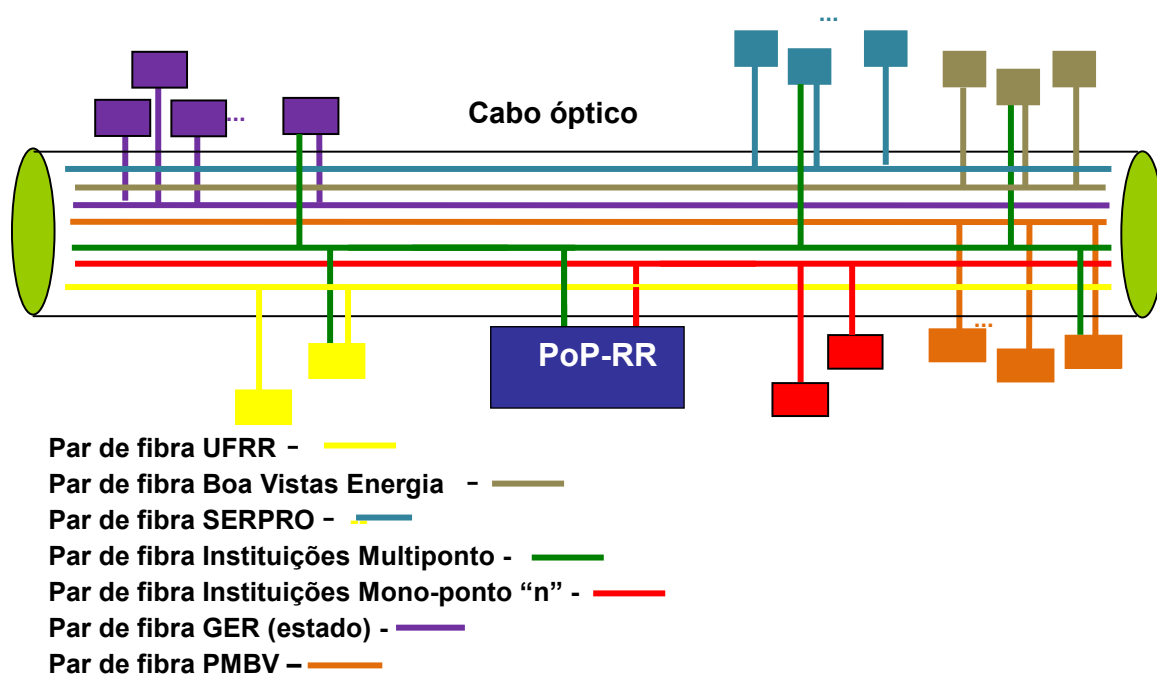 ...
...
Cabo óptico
...
PoP-RR
Par de fibra UFRR -
Par de fibra Boa Vistas Energia -
Par de fibra SERPRO - ...
Par de fibra Instituições Multiponto -
Par de fibra Instituições Mono-ponto “n” -
Par de fibra GER (estado) -
Par de fibra PMBV –